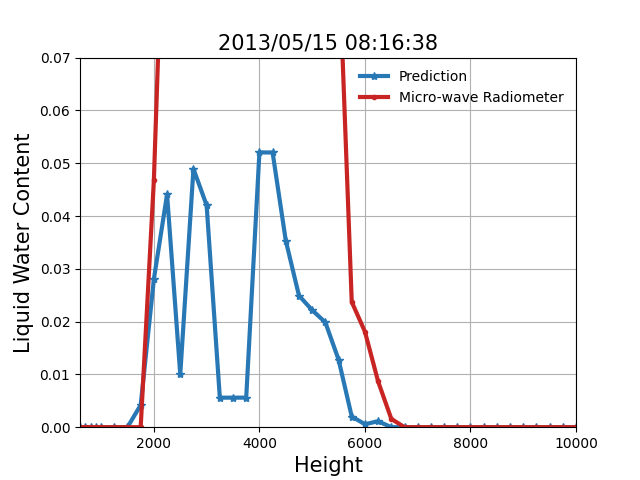 2013/05/15 08:16:38
Prediction
Micro-wave Radiometer
Liquid Water Content
0.07
0.06
0.05
0.04
0.03
0.02
0.01
0.00
2000 4000 6000 8000 10000
Height